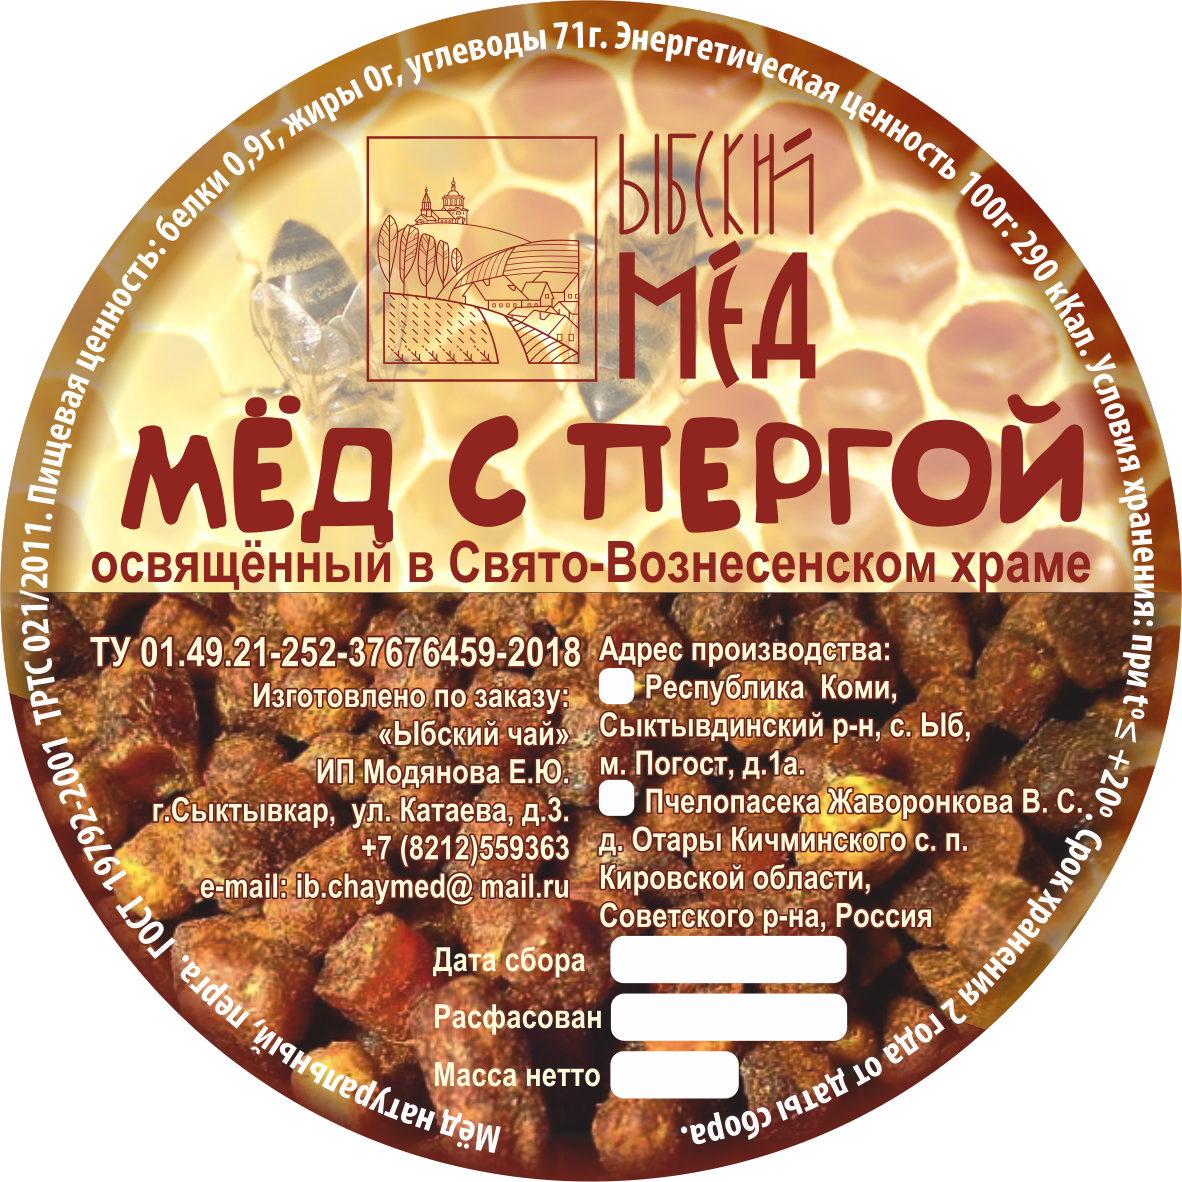 ЫБСКИЙ
МЁД
МЁД С ПЕРГОЙ
освящённый в Свято-Вознесенском храме
ТУ 01.49.21-252-37676459-2018
Изготовлено по заказу:
«Ыбский чай»
ИП Модянова Е.Ю.
г.Сыктывкар, ул. Катаева, д.3.
+7 (8212)559363
e-mail: ib.chaymed@ mail.ru
Адрес производства:
Республика Коми,
Сыктывдинский р-н, с. Ыб,
м. Погост, д.1а.
Пчелопасека Жаворонкова В. С.
д. Отары Кичминского с. п.
Кировской области,
Советского р-на, Россия
Дата сбора
Расфасован
Масса нетто
Мёд натуральный, перга. ГОСТ 19792-2001 ТРТС 021/2011. Пищевая ценность: белки 0,9г, жиры 0г, углеводы 71г. Энергетическая ценность 100г: 290 кКал. Условия хранения: при t° ≤ +20°. Срок хранения 2 года от даты сбора.